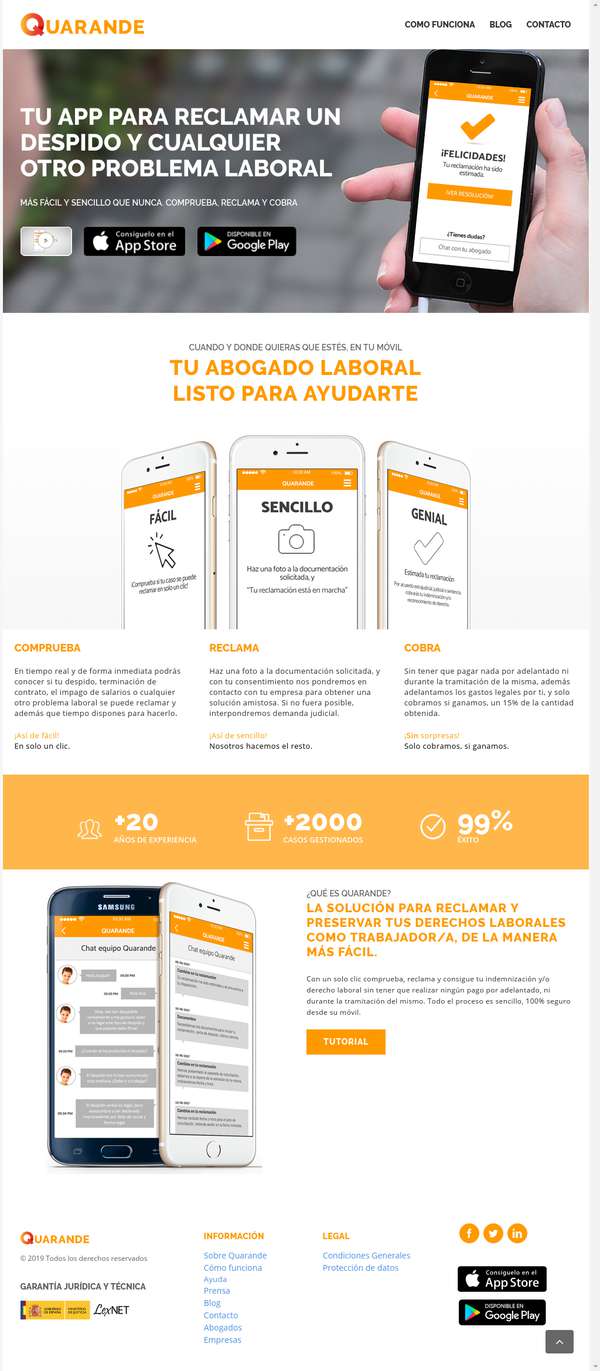 QUARANDE
COMO FUNCIONA BLOG CONTACTO
TU APP PARA RECLAMAR UN
DESPIDO Y CUALQUIER
OTRO PROBLEMA LABORAL
MÁS FÁCIL Y SENCILLO QUE NUNCA. COMPRUEBA, RECLAMA Y COBRA
Consíguelo en el
App Store
DISPONIBLE EN
Google Play
QUARANDE
¡FELICIDADES!
Tu reclamación ha sido
estimada.
¡VER RESOLUCIÓN!
¿Tienes dudas?
Chat con tu abogado
CUANDO Y DONDE QUIERAS QUE ESTÉS, EN TU MÓVIL
TU ABOGADO LABORAL
LISTO PARA AYUDARTE
QUARANDE
FÁCIL
¡Comprueba si tu caso se puede
reclamar en solo un clic!
QUARANDE
SENCILLO
Haz una foto a la documentación
solicitada, y
"Tu reclamación está en marcha"
QUARANDE
GENIAL
Estimada tu reclamación
COMPRUEBA
En tiempo real y de forma inmediata podrás
conocer si tu despido, terminación de
contrato, el impago de salarios o cualquier
otro problema laboral se puede reclamar y
además que tiempo dispones para hacerlo.
¡Así de fácil!
En solo un clic.
RECLAMA
Haz una foto a la documentación solicitada, y
con tu consentimiento nos pondremos en
contacto con tu empresa para obtener una
solución amistosa. Si no fuera posible,
interpondremos demanda judicial.
¡Así de sencillo!
Nosotros hacemos el resto.
COBRA
Sin tener que pagar nada por adelantado ni
durante la tramitación de la misma, además
adelantamos los gastos legales por ti, y solo
cobramos si ganamos, un 15% de la cantidad
obtenida.
¡Sin sorpresas!
Solo cobramos, si ganamos.
+20
AÑOS DE EXPERIENCIA
+2000
CASOS GESTIONADOS
99%
ÉXITO
SAMSUNG
QUARANDE
Chat equipo Quarande
QUARANDE
Chat equipo Quarande
¿QUÉ ES QUARANDE?
LA SOLUCIÓN PARA RECLAMAR Y
PRESERVAR TUS DERECHOS LABORALES
COMO TRABAJADOR/A, DE LA MANERA
MÁS FÁCIL.
Con un solo clic comprueba, reclama y consigue tu indemnización y/o
derecho laboral sin tener que realizar ningún pago por adelantado, ni
durante la tramitación del mismo. Todo el proceso es sencillo, 100% seguro
desde su móvil.
TUTORIAL
QUARANDE
© 2019 Todos los derechos reservados
GARANTÍA JURÍDICA Y TÉCNICA
LexNET
INFORMACIÓN
Sobre Quarande
Cómo funciona
Ayuda
Prensa
Blog
Contacto
Abogados
Empresas
LEGAL
Condiciones Generales
Protección de datos
Consíguelo en el
App Store
DISPONIBLE EN
Google Play